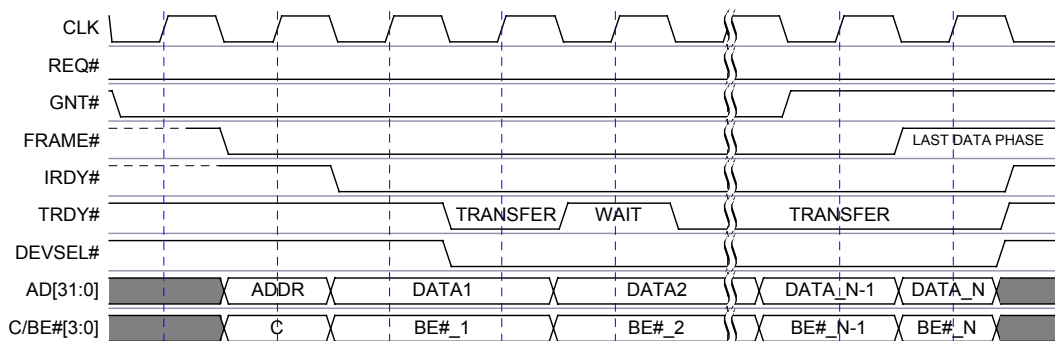 CLK
REQ#
GNT#
FRAME# LAST DATA PHASE
IRDY#
TRDY# TRANSFER WAIT TRANSFER
DEVSEL#
AD[31:0] ADDR DATA1 DATA2 DATA_N-1 DATA_N
C/BE#[3:0] C BE#_1 BE#_2 BE#_N-1 BE#_N